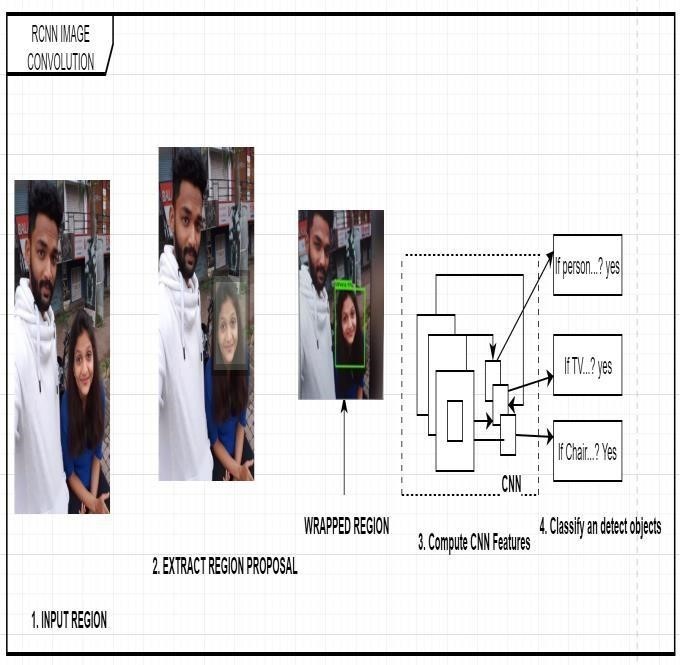 RCNN IMAGE
CONVOLUTION
If person...? yes
If TV...? yes
If Chair...? Yes
CNN
WRAPPED REGION
3. Compute CNN Features
4. Classify an detect objects
2. EXTRACT REGION PROPOSAL
1. INPUT REGION